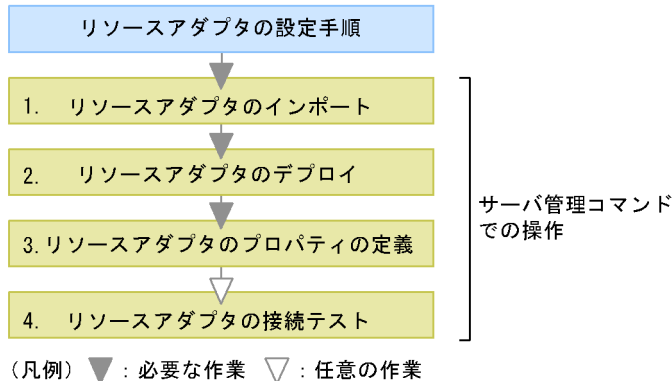 リソースアダプタの設定手順
1. リソースアダプタのインポート
2. リソースアダプタのデプロイ
3. リソースアダプタのプロパティの定義
4. リソースアダプタの接続テスト
サーバ管理コマンド
での操作
(凡例) ▼ : 必要な作業 ▽ : 任意の作業